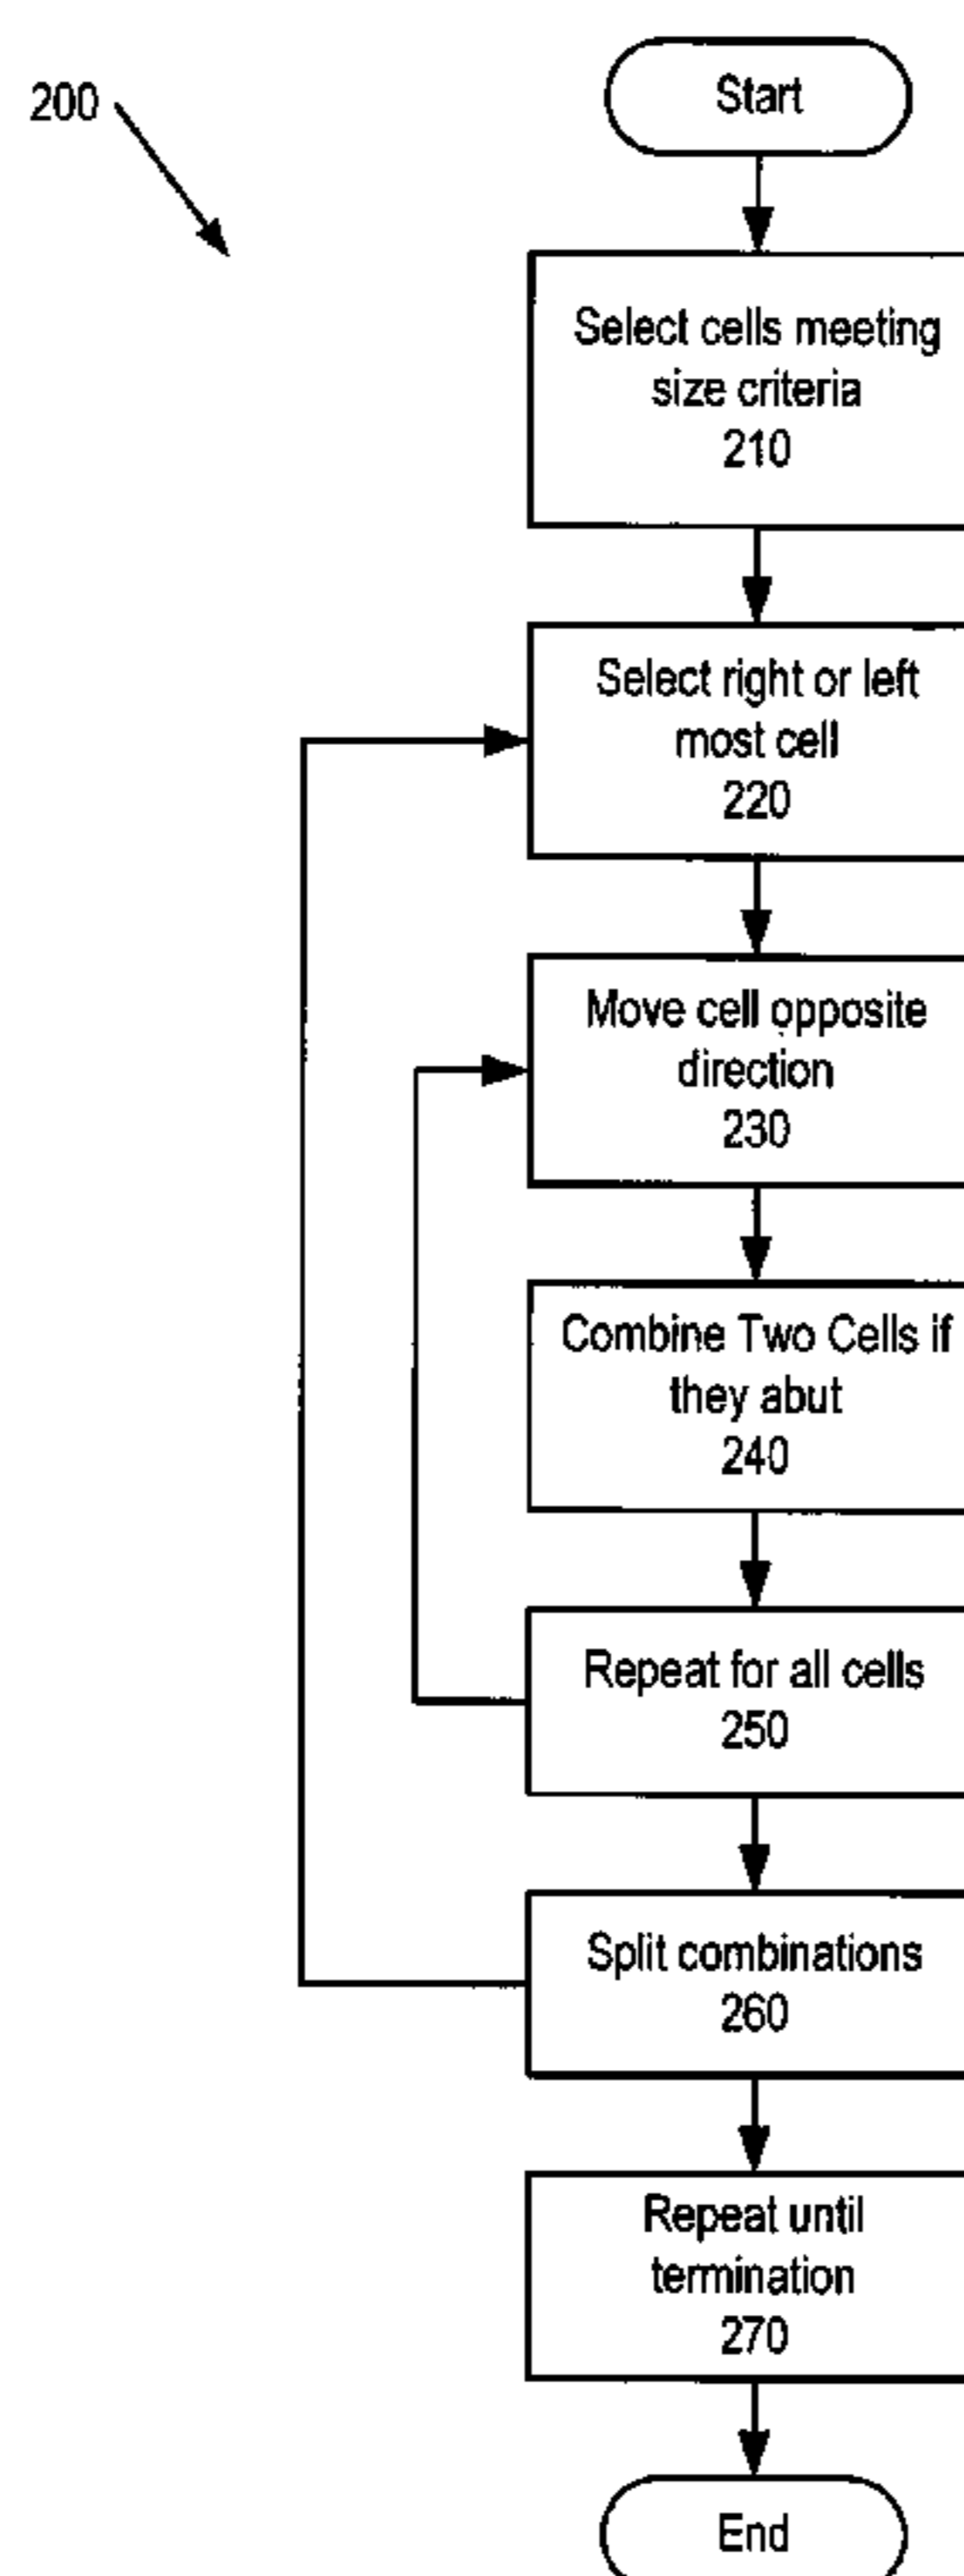 200
Start
Select cells meeting
size criteria
210
Select right or left
most cell
220
Move cell opposite
direction
230
Combine Two Cells if
they abut
240
Repeat for all cells
250
Split combinations
260
Repeat until
termination
270
End